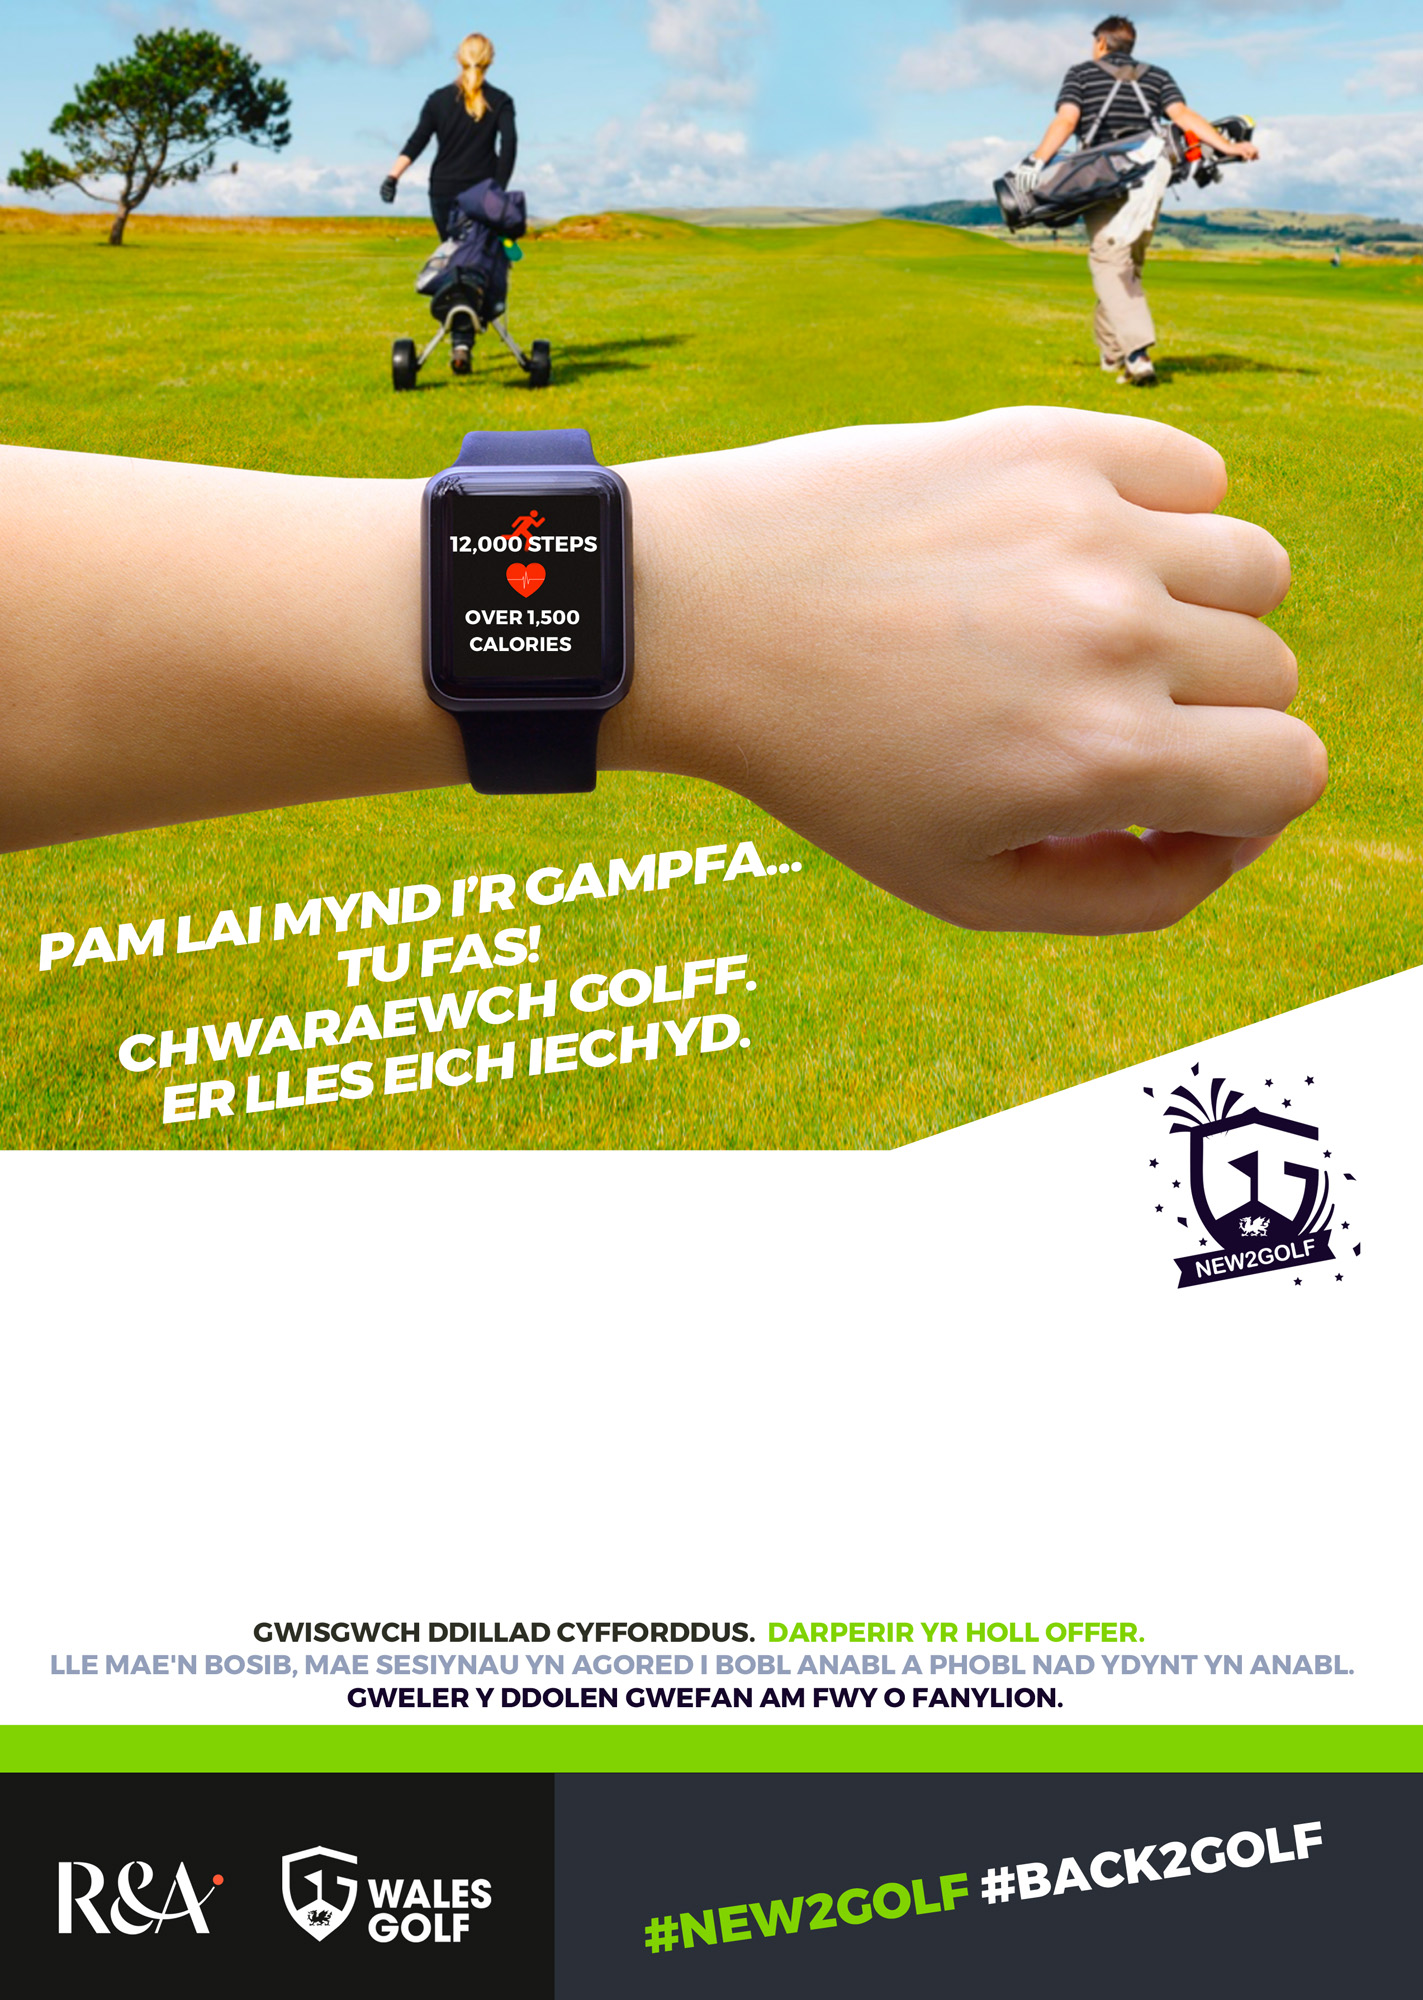 12,000 STEPS
OVER 1,500
CALORIES
PAM LAI MYND I'R GAMPFA...
TU FAS!
CHWARAEWCH GOLFF.
ER LLES EICH IECHYD.
NEW2GOLF
GWISGWCH DDILLAD CYFFORDDUS. DARPERIR YR HOLL OFFER.
LLE MAE'N BOSIB, MAE SESIYNAU YN AGORED I BOBL ANABL A PHOBL NAD YDYNT YN ANABL.
GWELER Y DDOLEN GWEFAN AM FWY O FANYLION.
R&A
WALES
GOLF
#NEW2GOLF #BACK2GOLF